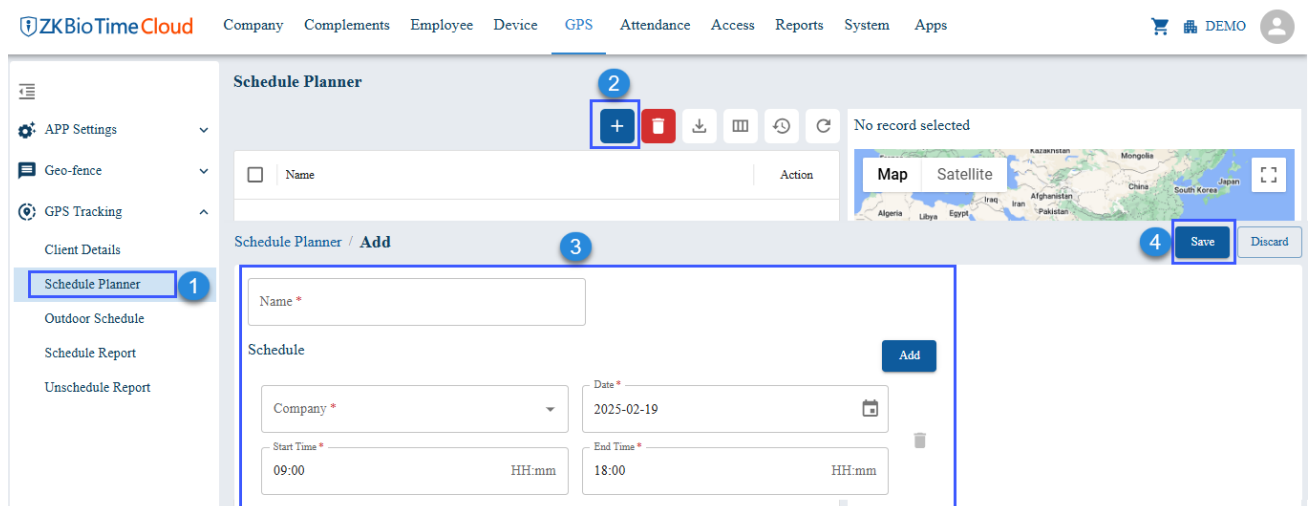 ZKBioTime Cloud
Company Complements Employee Device GPS Attendance Access Reports System Apps
DEMO
Schedule Planner
2
APP Settings
Geo-fence
GPS Tracking
Client Details
Schedule Planner
1
Outdoor Schedule
Schedule Report
Unschedule Report
Name Action
No record selected
Map Satellite
Kazakhstan
Mongolia
China
South Korea
Japan
Afghanistan
Iraq
Iran
Pakistan
Algeria
Libya
Egypt
Schedule Planner / Add
3
4
Save Discard
Name *
Schedule
Add
Company *
Date *
2025-02-19
Start Time *
09:00 HH:mm
End Time *
18:00 HH:mm